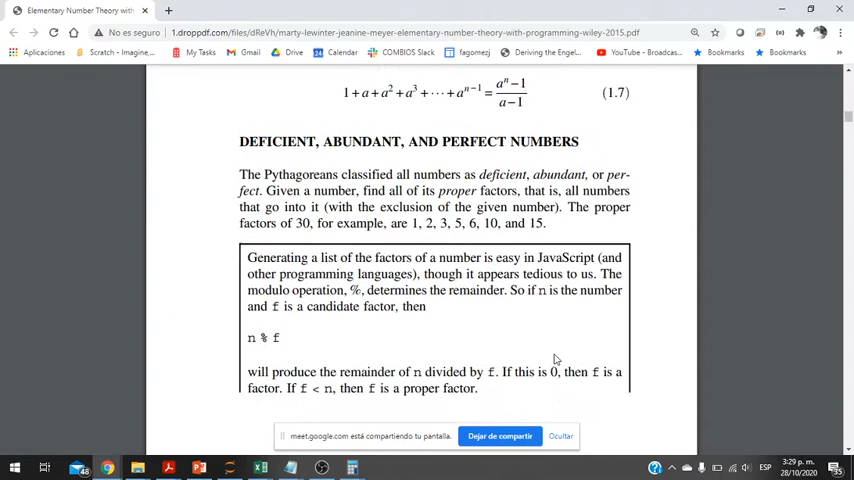 Elementary Number Theory with
No es seguro | 1.droppdf.com/files/dReVh/marty-lewinter-jeanine-meyer-elementary-number-theory-with-programming-wiley-2015.pdf
Aplicaciones Scratch - Imagine,... My Tasks Gmail Drive Calendar COMBIOS Slack fagomezj Deriving the Engel... YouTube - Broadcas... Bookmarks Bookmarks
1 + a + a² + a³ + ⋯ + aⁿ⁻¹ = (aⁿ − 1)/(a − 1) (1.7)
DEFICIENT, ABUNDANT, AND PERFECT NUMBERS
The Pythagoreans classified all numbers as deficient, abundant, or per-
fect. Given a number, find all of its proper factors, that is, all numbers
that go into it (with the exclusion of the given number). The proper
factors of 30, for example, are 1, 2, 3, 5, 6, 10, and 15.
Generating a list of the factors of a number is easy in JavaScript (and
other programming languages), though it appears tedious to us. The
modulo operation, %, determines the remainder. So if n is the number
and f is a candidate factor, then
n % f
will produce the remainder of n divided by f. If this is 0, then f is a
factor. If f < n, then f is a proper factor.
meet.google.com está compartiendo tu pantalla. Dejar de compartir Ocultar
48 ESP 3:29 p. m.
28/10/2020 35